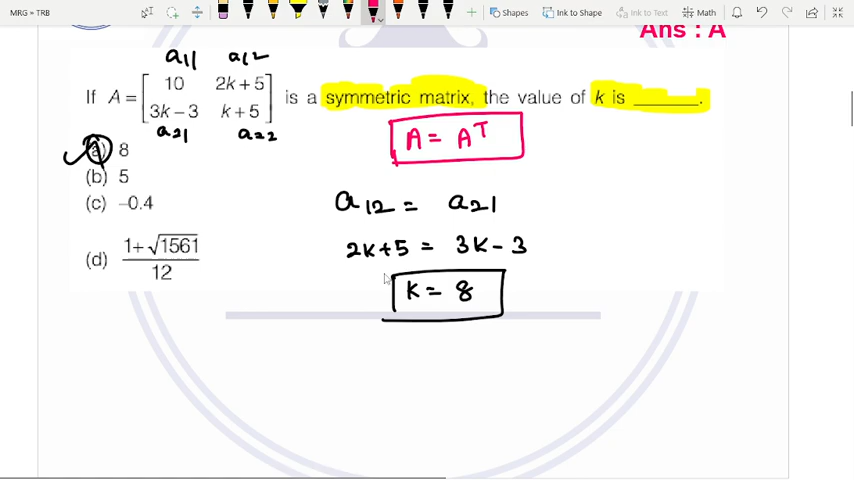 MRG = TRB
Shapes
Ink to Shape
Ink to Text
Math
Ans : A
a11 a12
If A = [ 10 2k + 5
3k − 3 k + 5 ] is a symmetric matrix, the value of k is ______.
a21 a22
A = A^T
(a) 8
(b) 5
(c) –0.4
(d) 1+√1561
12
a12 = a21
2k+5 = 3k − 3
k = 8